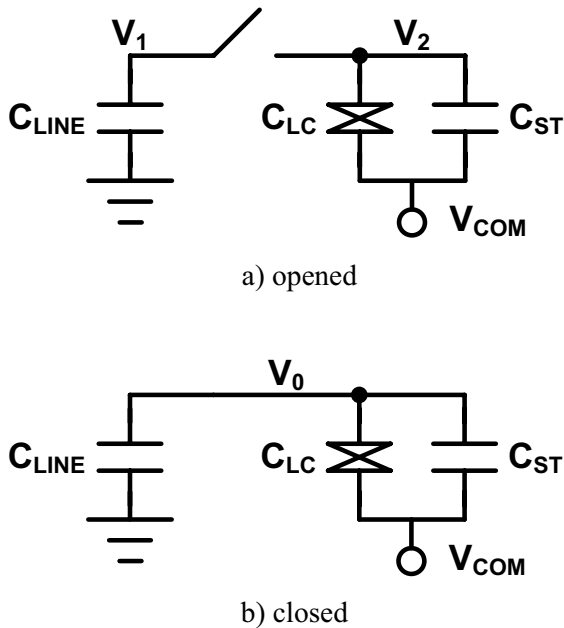 V1 V2
CLINE CLC CST
VCOM
a) opened
V0
CLINE CLC CST
VCOM
b) closed